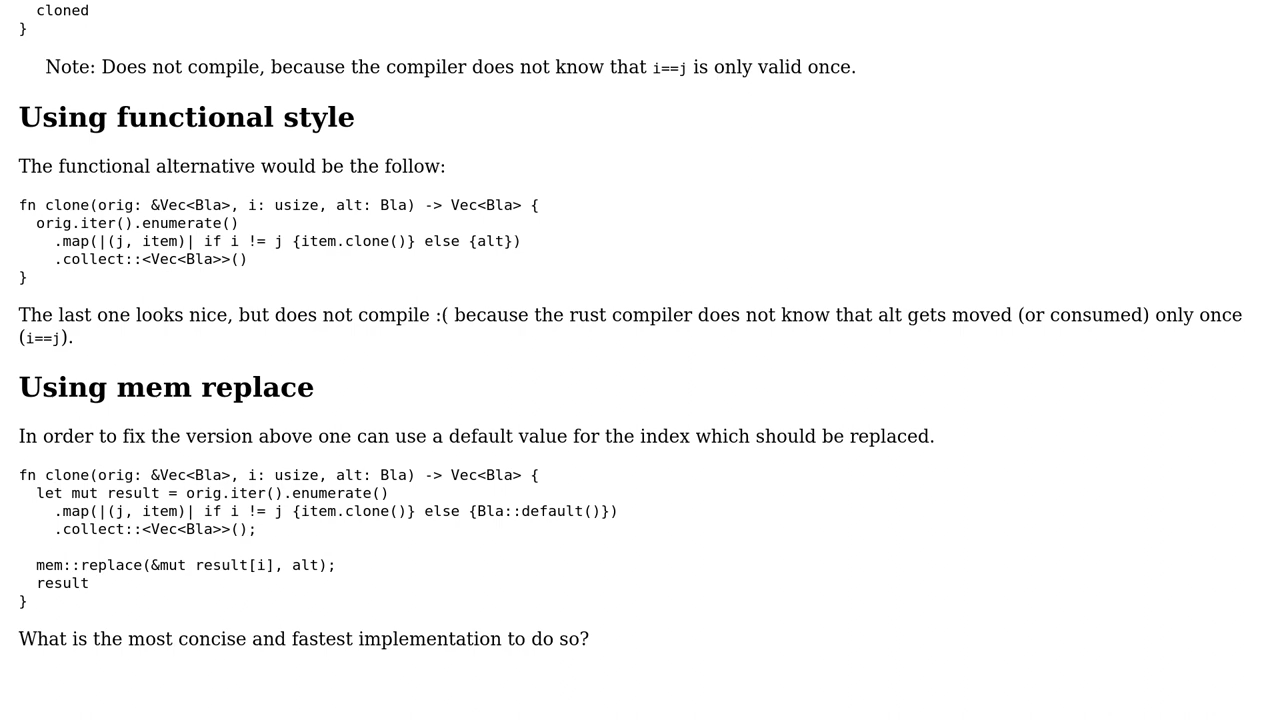 cloned
}
Note: Does not compile, because the compiler does not know that i==j is only valid once.
Using functional style
The functional alternative would be the follow:
fn clone(orig: &Vec<Bla>, i: usize, alt: Bla) -> Vec<Bla> {
  orig.iter().enumerate()
    .map(|(j, item)| if i != j {item.clone()} else {alt})
    .collect::<Vec<Bla>>()
}
The last one looks nice, but does not compile :( because the rust compiler does not know that alt gets moved (or consumed) only once
(i==j).
Using mem replace
In order to fix the version above one can use a default value for the index which should be replaced.
fn clone(orig: &Vec<Bla>, i: usize, alt: Bla) -> Vec<Bla> {
  let mut result = orig.iter().enumerate()
    .map(|(j, item)| if i != j {item.clone()} else {Bla::default()})
    .collect::<Vec<Bla>>();

  mem::replace(&mut result[i], alt);
  result
}
What is the most concise and fastest implementation to do so?